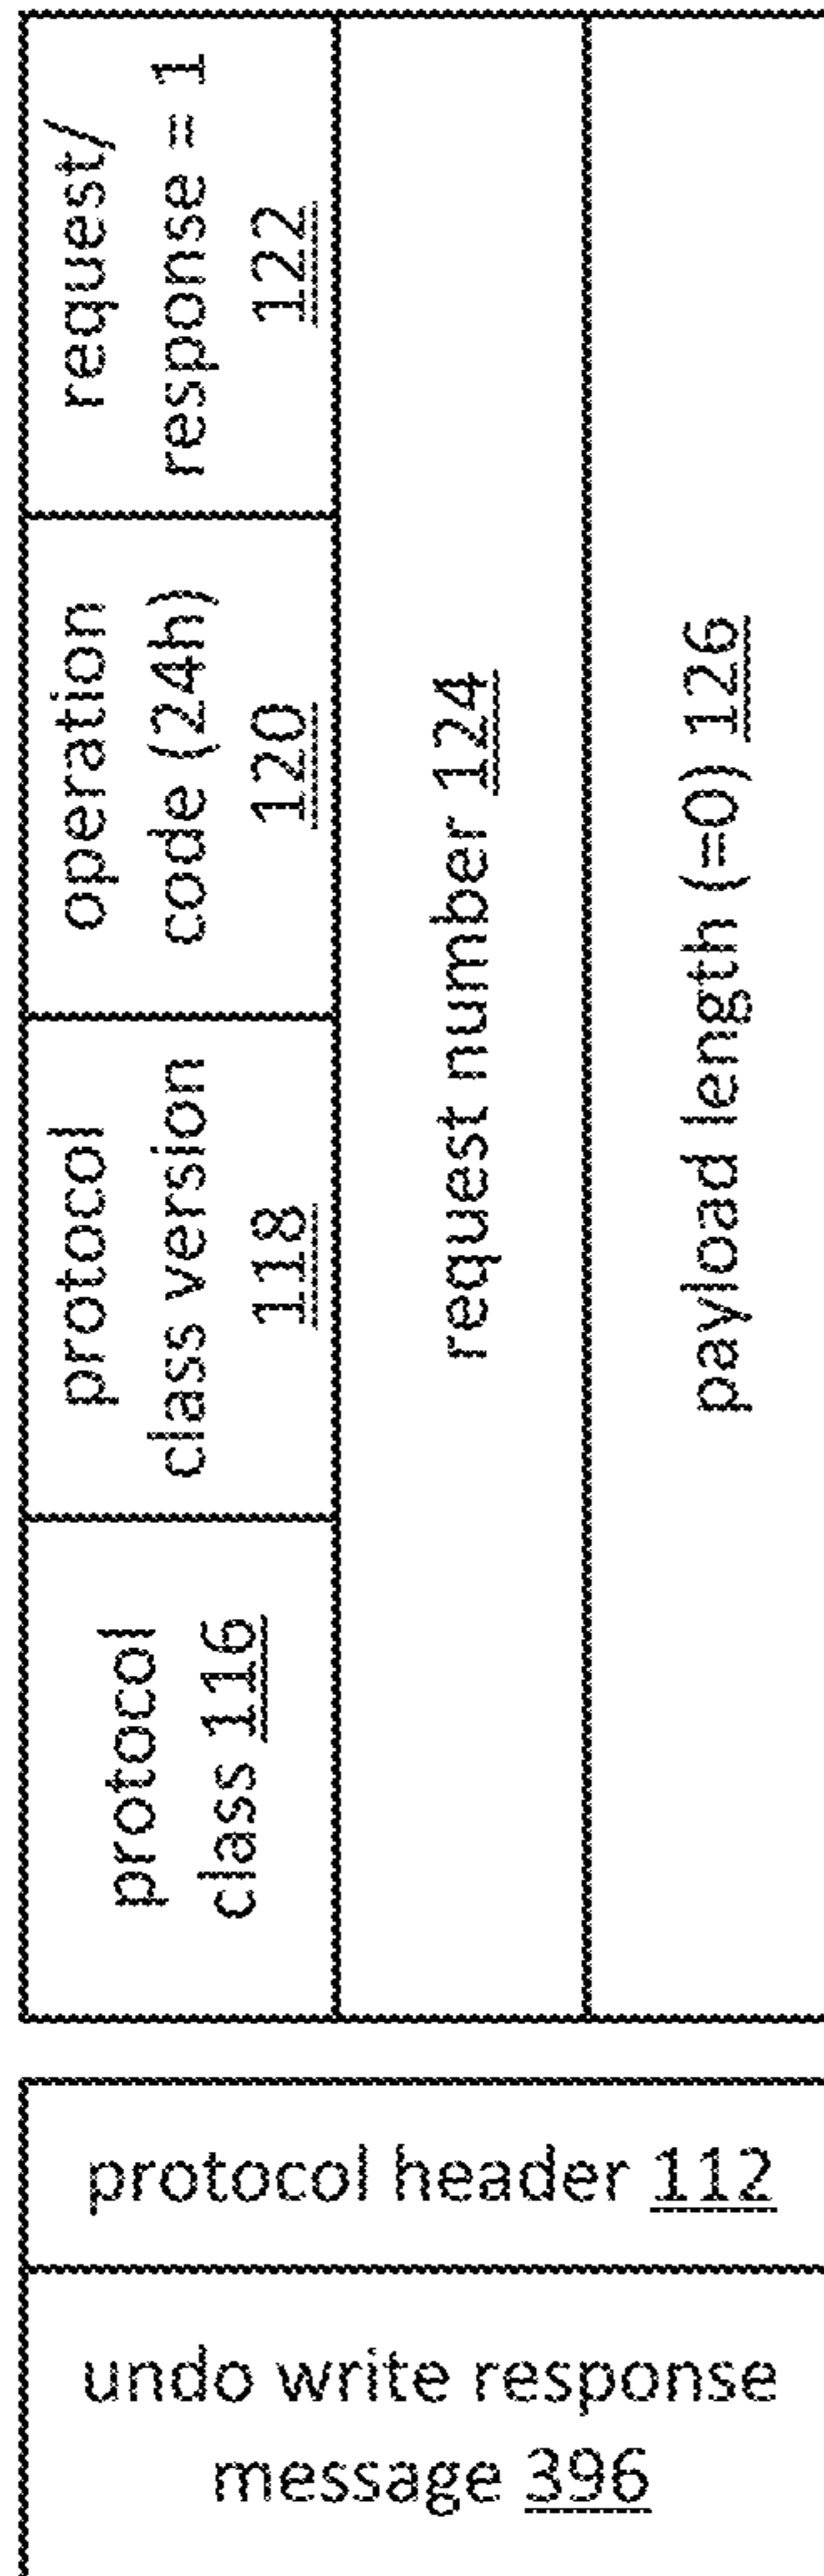 protocol
class 116
protocol
class version
118
operation
code (24h)
120
request/
response = 1
122
request number 124
payload length (=0) 126
protocol header 112
undo write response
message 396